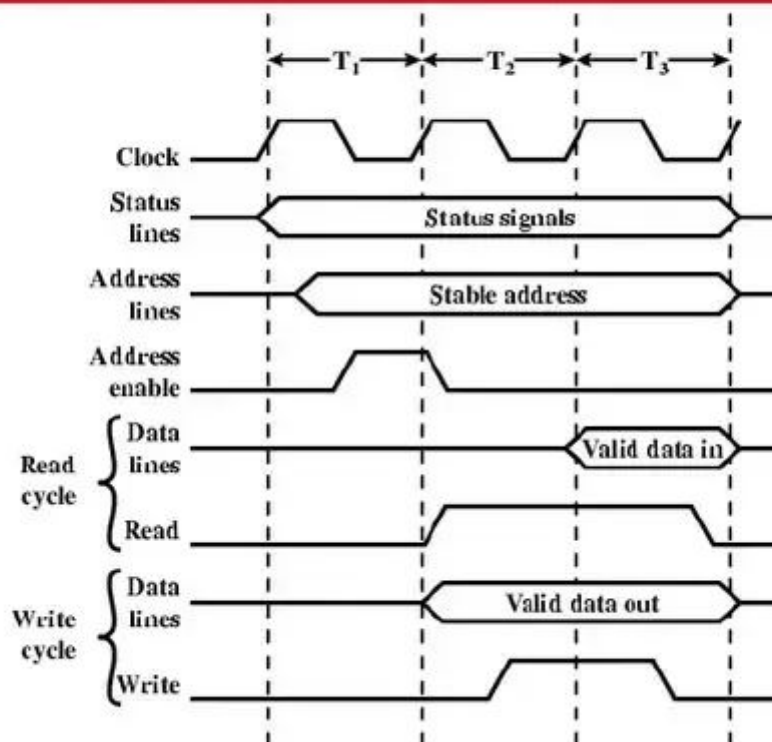 T₁ T₂ T₃
Clock
Status
lines
Status signals
Address
lines
Stable address
Address
enable
Read
cycle
Data
lines
Valid data in
Read
Write
cycle
Data
lines
Valid data out
Write